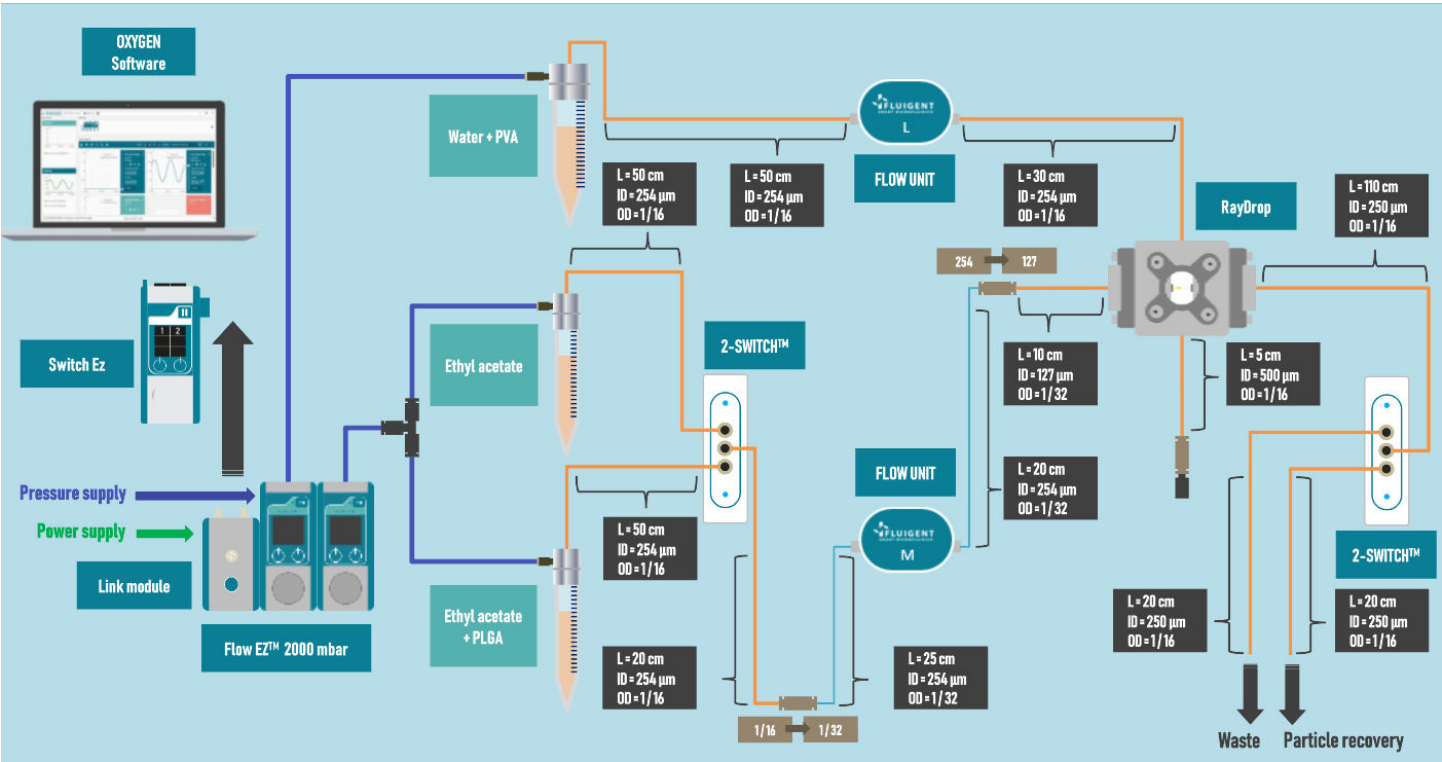 OXYGEN
Software
Water + PVA
FLUIGENT
SMART MICROFLUIDICS
L
FLOW UNIT
L = 50 cm
ID = 254 µm
OD = 1/16
L = 50 cm
ID = 254 µm
OD = 1/16
L = 30 cm
ID = 254 µm
OD = 1/16
RayDrop
L = 110 cm
ID = 250 µm
OD = 1/16
254
127
Switch Ez
1 2
Ethyl acetate
2-SWITCH™
L = 10 cm
ID = 127 µm
OD = 1/32
L = 5 cm
ID = 500 µm
OD = 1/16
Pressure supply
Power supply
Link module
Flow EZ™ 2000 mbar
L = 50 cm
ID = 254 µm
OD = 1/16
FLOW UNIT
FLUIGENT
SMART MICROFLUIDICS
M
L = 20 cm
ID = 254 µm
OD = 1/32
2-SWITCH™
Ethyl acetate
+ PLGA
L = 20 cm
ID = 254 µm
OD = 1/16
L = 25 cm
ID = 254 µm
OD = 1/32
1/16
1/32
L = 20 cm
ID = 250 µm
OD = 1/16
L = 20 cm
ID = 250 µm
OD = 1/16
Waste
Particle recovery